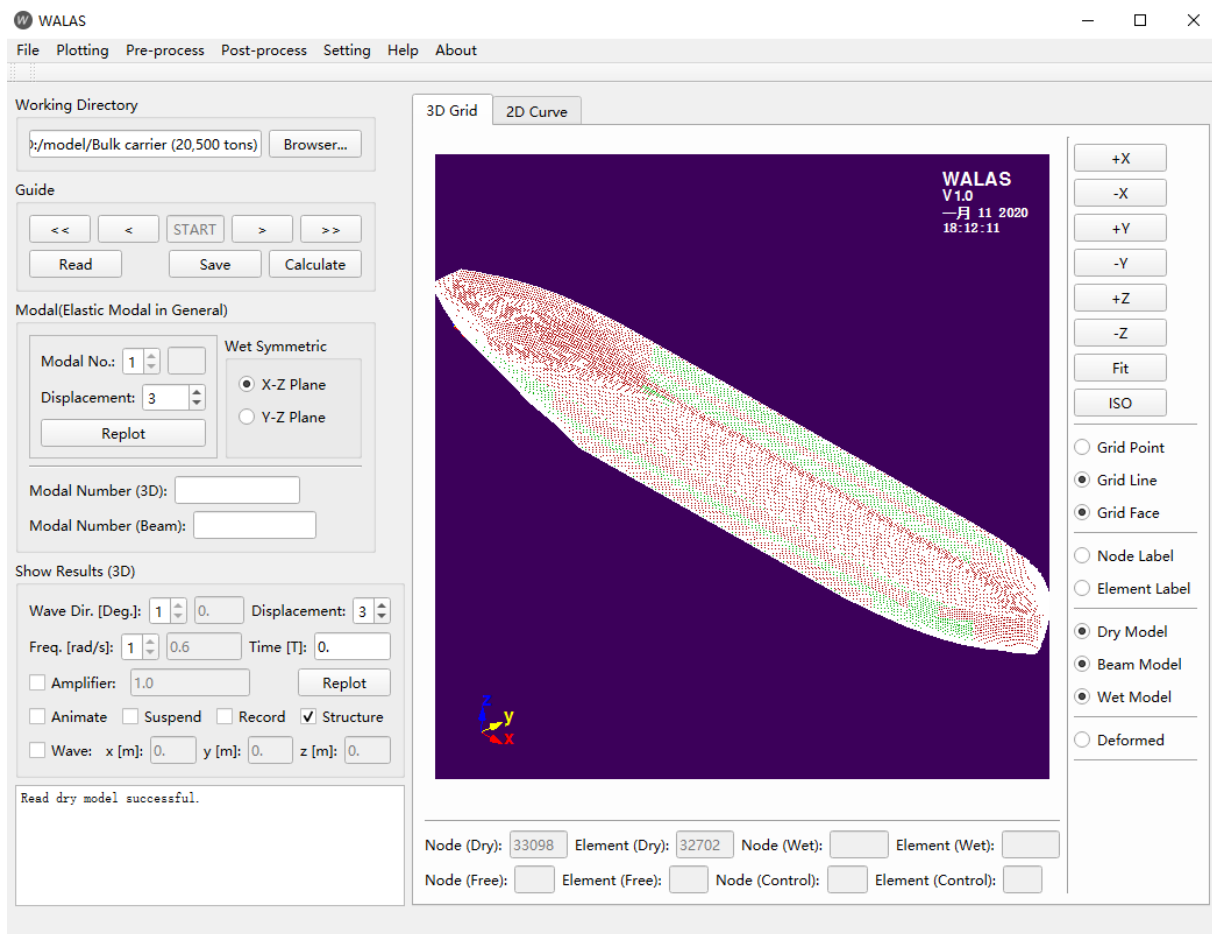 WALAS
File Plotting Pre-process Post-process Setting Help About
Working Directory
:/model/Bulk carrier (20,500 tons) Browser...
Guide
<< < START > >>
Read Save Calculate
Modal(Elastic Modal in General)
Modal No.: 1
Displacement: 3
Replot
Wet Symmetric
X-Z Plane
Y-Z Plane
Modal Number (3D):
Modal Number (Beam):
Show Results (3D)
Wave Dir. [Deg.]: 1 0. Displacement: 3
Freq. [rad/s]: 1 0.6 Time [T]: 0.
Amplifier: 1.0 Replot
Animate Suspend Record Structure
Wave: x [m]: 0. y [m]: 0. z [m]: 0.
Read dry model successful.
3D Grid 2D Curve
WALAS
V 1.0
一月 11 2020
18:12:11
z
y
x
Node (Dry): 33098 Element (Dry): 32702 Node (Wet): Element (Wet):
Node (Free): Element (Free): Node (Control): Element (Control):
+X
-X
+Y
-Y
+Z
-Z
Fit
ISO
Grid Point
Grid Line
Grid Face
Node Label
Element Label
Dry Model
Beam Model
Wet Model
Deformed